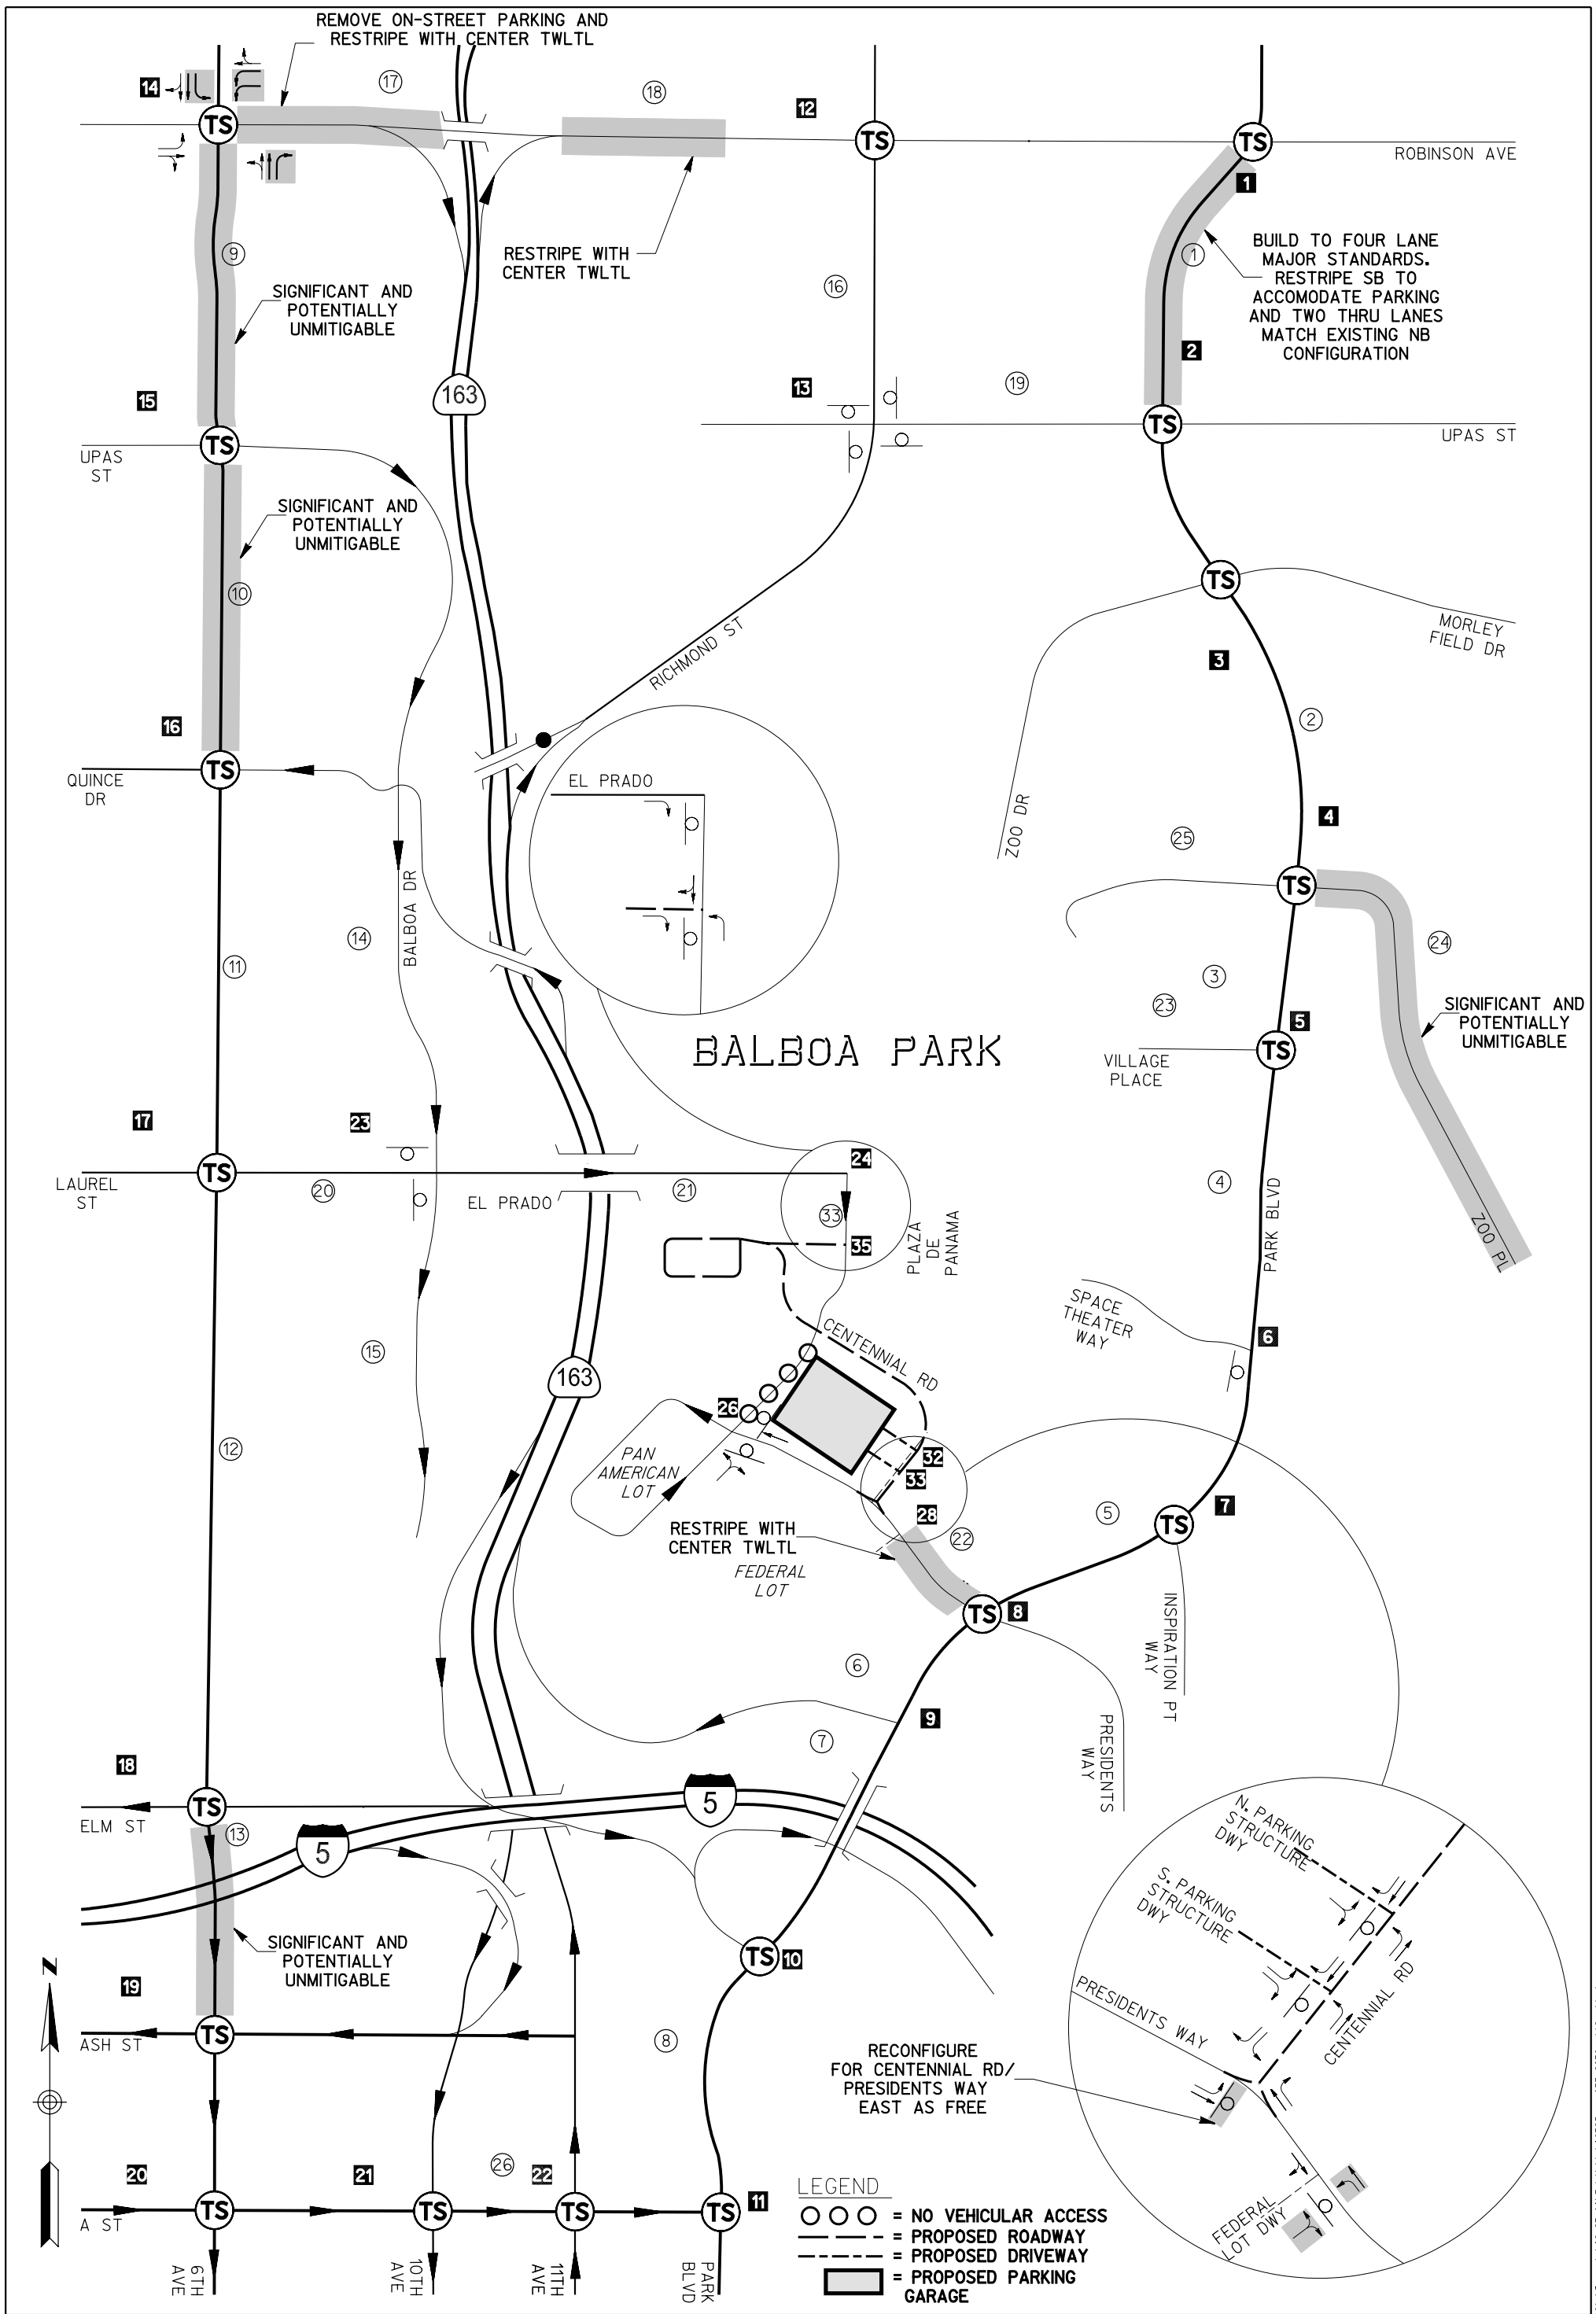 REMOVE ON-STREET PARKING AND
RESTRIPE WITH CENTER TWLTL
14
17
18
12
TS
TS
TS
TS
ROBINSON AVE
1
9
RESTRIPE WITH
CENTER TWLTL
16
1
BUILD TO FOUR LANE
MAJOR STANDARDS.
RESTRIPE SB TO
ACCOMODATE PARKING
AND TWO THRU LANES
MATCH EXISTING NB
CONFIGURATION
SIGNIFICANT AND
POTENTIALLY
UNMITIGABLE
2
15
163
13
19
TS
TS
UPAS
ST
UPAS ST
SIGNIFICANT AND
POTENTIALLY
UNMITIGABLE
10
TS
MORLEY
FIELD DR
RICHMOND ST
3
2
16
TS
QUINCE
DR
EL PRADO
ZOO DR
4
25
TS
BALBOA DR
14
11
24
3
23
SIGNIFICANT AND
POTENTIALLY
UNMITIGABLE
5
TS
BALBOA PARK
VILLAGE
PLACE
17
23
24
TS
LAUREL
ST
20
EL PRADO
21
33
35
PLAZA
DE
PANAMA
4
PARK BLVD
ZOO PL
SPACE
THEATER
WAY
6
15
163
CENTENNIAL RD
26
12
PAN
AMERICAN
LOT
32
33
28
22
5
7
TS
RESTRIPE WITH
CENTER TWLTL
FEDERAL
LOT
TS
8
INSPIRATION PT
WAY
6
9
7
PRESIDENTS
WAY
18
TS
ELM ST
13
5
5
N. PARKING
STRUCTURE
DWY
S. PARKING
STRUCTURE
DWY
SIGNIFICANT AND
POTENTIALLY
UNMITIGABLE
TS
10
N
19
TS
ASH ST
8
PRESIDENTS WAY
CENTENNIAL RD
RECONFIGURE
FOR CENTENNIAL RD/
PRESIDENTS WAY
EAST AS FREE
20
21
26
22
TS
TS
TS
TS
11
A ST
FEDERAL
LOT DWY
6TH
AVE
10TH
AVE
11TH
AVE
PARK
BLVD
LEGEND
= NO VEHICULAR ACCESS
= PROPOSED ROADWAY
= PROPOSED DRIVEWAY
= PROPOSED PARKING
GARAGE